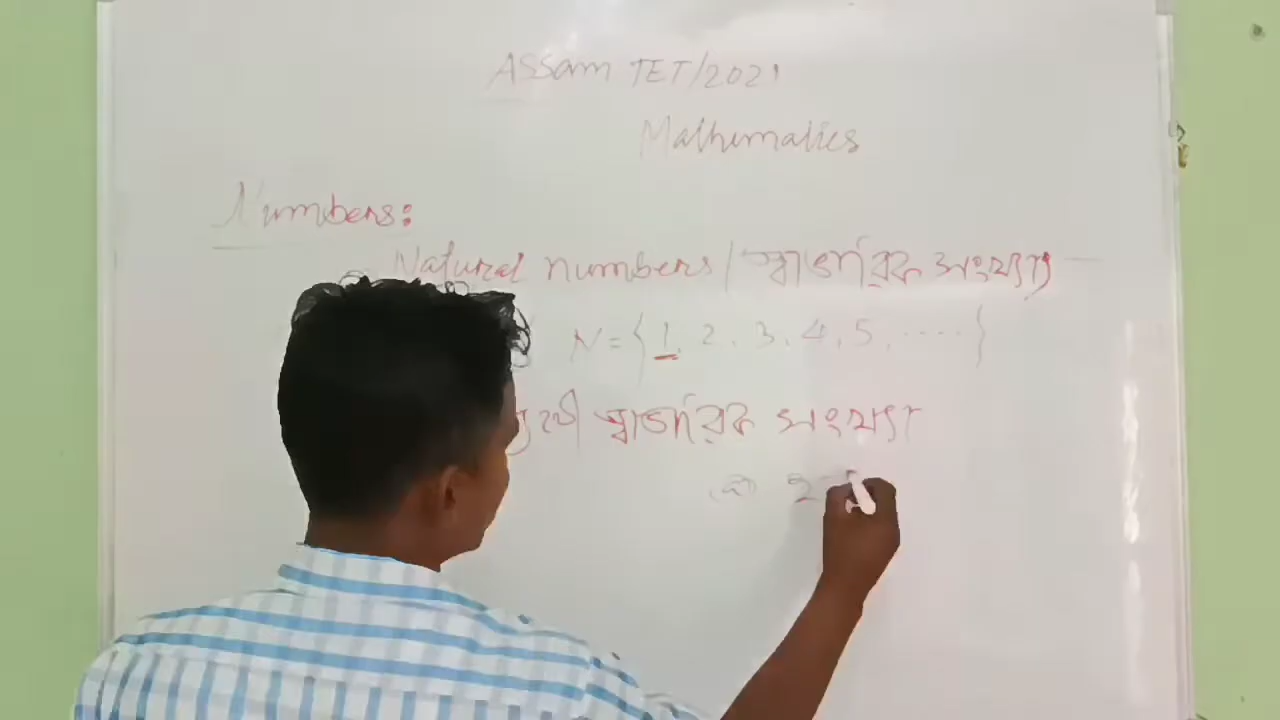 Assam TET/2021
Mathematics
Numbers:
Natural numbers / স্বাভাৱিক সংখ্যা
N = { 1, 2, 3, 4, 5, ..... }
স্বাভাৱিক সংখ্যা